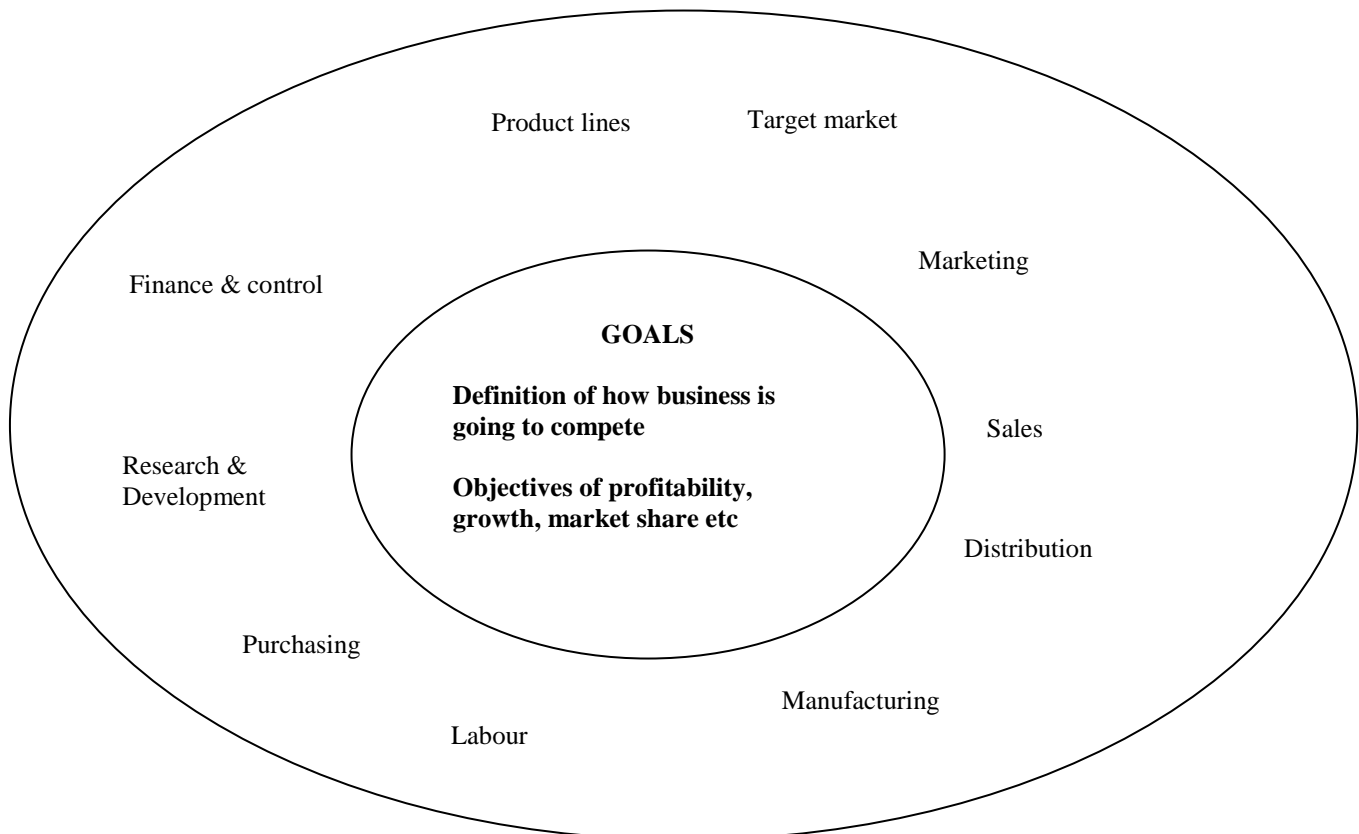 Product lines
Target market
Marketing
Finance & control
GOALS
Definition of how business is
going to compete
Sales
Research &
Development
Objectives of profitability,
growth, market share etc
Distribution
Purchasing
Manufacturing
Labour